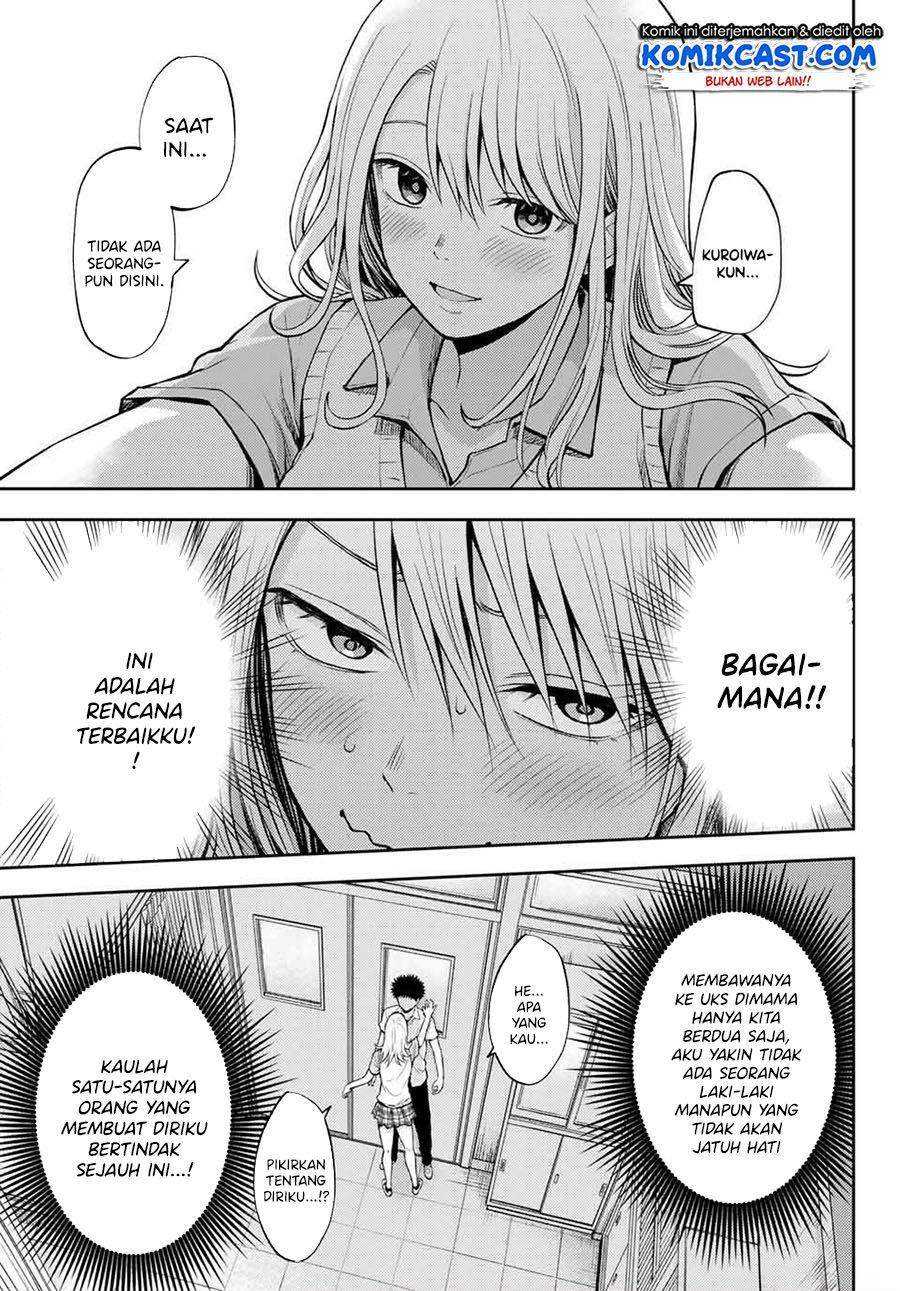 Komik ini diterjemahkan & diedit oleh
KOMIKCAST.COM
BUKAN WEB LAIN!!
KUROIWA-
KUN...
SAAT
INI...
TIDAK ADA
SEORANG-
PUN DISINI.
BAGAI-
MANA!!
INI
ADALAH
RENCANA
TERBAIKKU!
!
MEMBAWANYA
KE UKS DIMAMA
HANYA KITA
BERDUA SAJA,
AKU YAKIN TIDAK
ADA SEORANG
LAKI-LAKI
MANAPUN YANG
TIDAK AKAN
JATUH HATI
HE...
APA
YANG
KAU...
PIKIRKAN
TENTANG
DIRIKU...!?
KAULAH
SATU-SATUNYA
ORANG YANG
MEMBUAT DIRIKU
BERTINDAK
SEJAUH INI...!